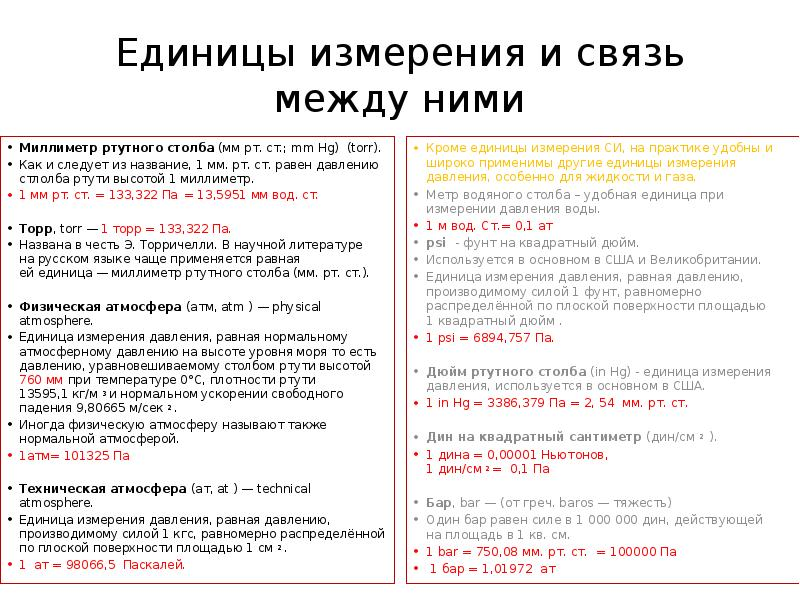 Единицы измерения и связь
между ними
• Миллиметр ртутного столба (мм рт. ст.; mm Hg)  (torr).
• Как и следует из название, 1 мм. рт. ст. равен давлению
стлолба ртути высотой 1 миллиметр.
• 1 мм рт. ст. = 133,322 Па  = 13,5951 мм вод. ст.
• Торр, torr — 1 торр = 133,322 Па.
• Названа в честь Э. Торричелли. В научной литературе
на русском языке чаще применяется равная
ей единица — миллиметр ртутного столба (мм. рт. ст.).
• Физическая атмосфера (атм, atm ) — physical
atmosphere.
• Единица измерения давления, равная нормальному
атмосферному давлению на высоте уровня моря то есть
давлению, уравновешиваемому столбом ртути высотой
760 мм при температуре 0°C, плотности ртути
13595,1 кг/м ³ и нормальном ускорении свободного
падения 9,80665 м/сек ².
• Иногда физическую атмосферу называют также
нормальной атмосферой.
• 1атм= 101325 Па
• Техническая атмосфера (ат, at ) — technical
atmosphere.
• Единица измерения давления, равная давлению,
производимому силой 1 кгс, равномерно распределённой
по плоской поверхности площадью 1 см ².
• 1  ат = 98066,5  Паскалей.
• Кроме единицы измерения СИ, на практике удобны и
широко применимы другие единицы измерения
давления, особенно для жидкости и газа.
• Метр водяного столба – удобная единица при
измерении давления воды.
• 1 м вод. Ст.= 0,1 ат
• psi  - фунт на квадратный дюйм.
• Используется в основном в США и Великобритании.
• Единица измерения давления, равная давлению,
производимому силой 1 фунт, равномерно
распределённой по плоской поверхности площадью
1 квадратный дюйм .
• 1 psi = 6894,757 Па.
• Дюйм ртутного столба (in Hg) - единица измерения
давления, используется в основном в США.
• 1 in Hg = 3386,379 Па = 2, 54  мм. рт. ст.
• Дин на квадратный сантиметр (дин/см ² ).
• 1 дина = 0,00001 Ньютонов,
1 дин/см ² =  0,1 Па
• Бар, bar — (от греч. baros — тяжесть)
• Один бар равен силе в 1 000 000 дин, действующей
на площадь в 1 кв. см.
• 1 bar = 750,08 мм. рт. ст.  = 100000 Па
•  1 бар = 1,01972  ат